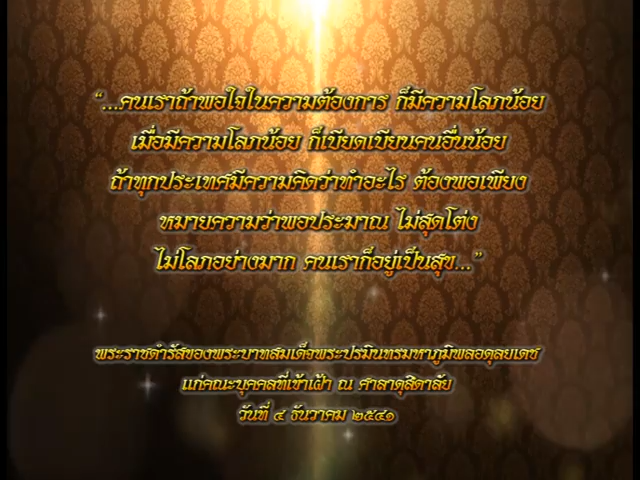 “...คนเราถ้าพอใจในความต้องการ ก็มีความโลภน้อย
เมื่อมีความโลภน้อย ก็เบียดเบียนคนอื่นน้อย
ถ้าทุกประเทศมีความคิดว่าทำอะไร ต้องพอเพียง
หมายความว่าพอประมาณ ไม่สุดโต่ง
ไม่โลภอย่างมาก คนเราก็อยู่เป็นสุข...”
พระราชดำรัสของพระบาทสมเด็จพระปรมินทรมหาภูมิพลอดุลยเดช
แก่คณะบุคคลที่เข้าเฝ้า ณ ศาลาดุสิดาลัย
วันที่ ๔ ธันวาคม ๒๕๔๑